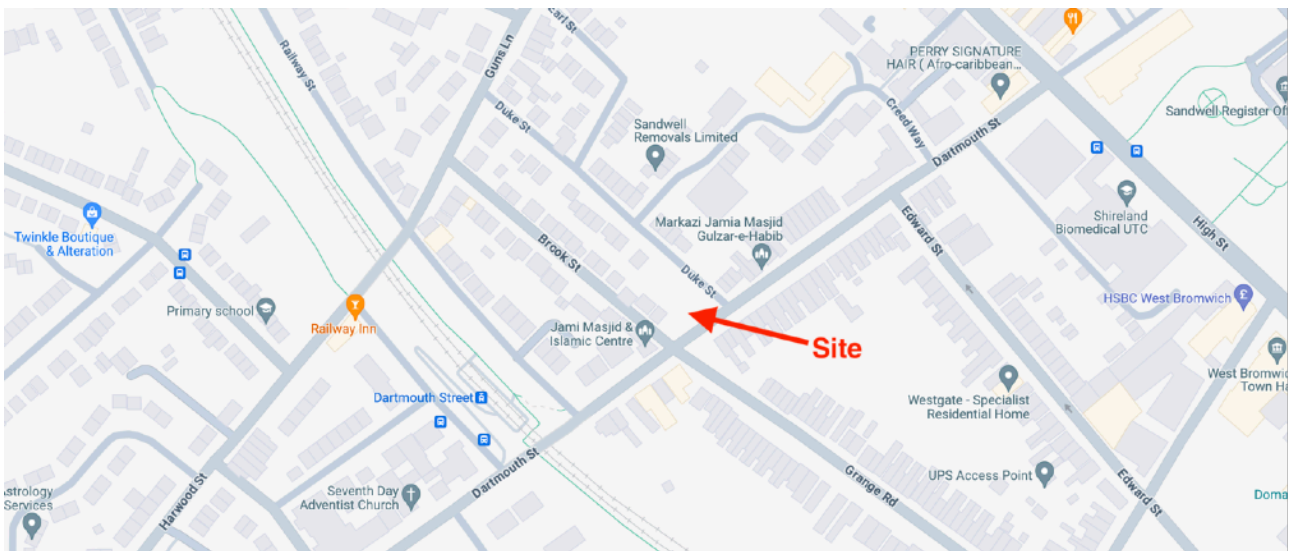 Earl St
PERRY SIGNATURE
HAIR ( Afro-caribbean...
Railway St
Guns Ln
Duke St
Sandwell
Removals Limited
Creed Way
Sandwell Register Of
Dartmouth St
Twinkle Boutique
& Alteration
Markazi Jamia Masjid
Gulzar-e-Habib
Edward St
Shireland
Biomedical UTC
High St
Brook St
Duke St
HSBC West Bromwich
£
Primary school
Railway Inn
Jami Masjid &
Islamic Centre
Site
West Bromwic
Town Ha
Dartmouth Street
Westgate - Specialist
Residential Home
Dartmouth St
Grange Rd
UPS Access Point
Harwood St
Seventh Day
Adventist Church
Edward St
strology
Services
Doma